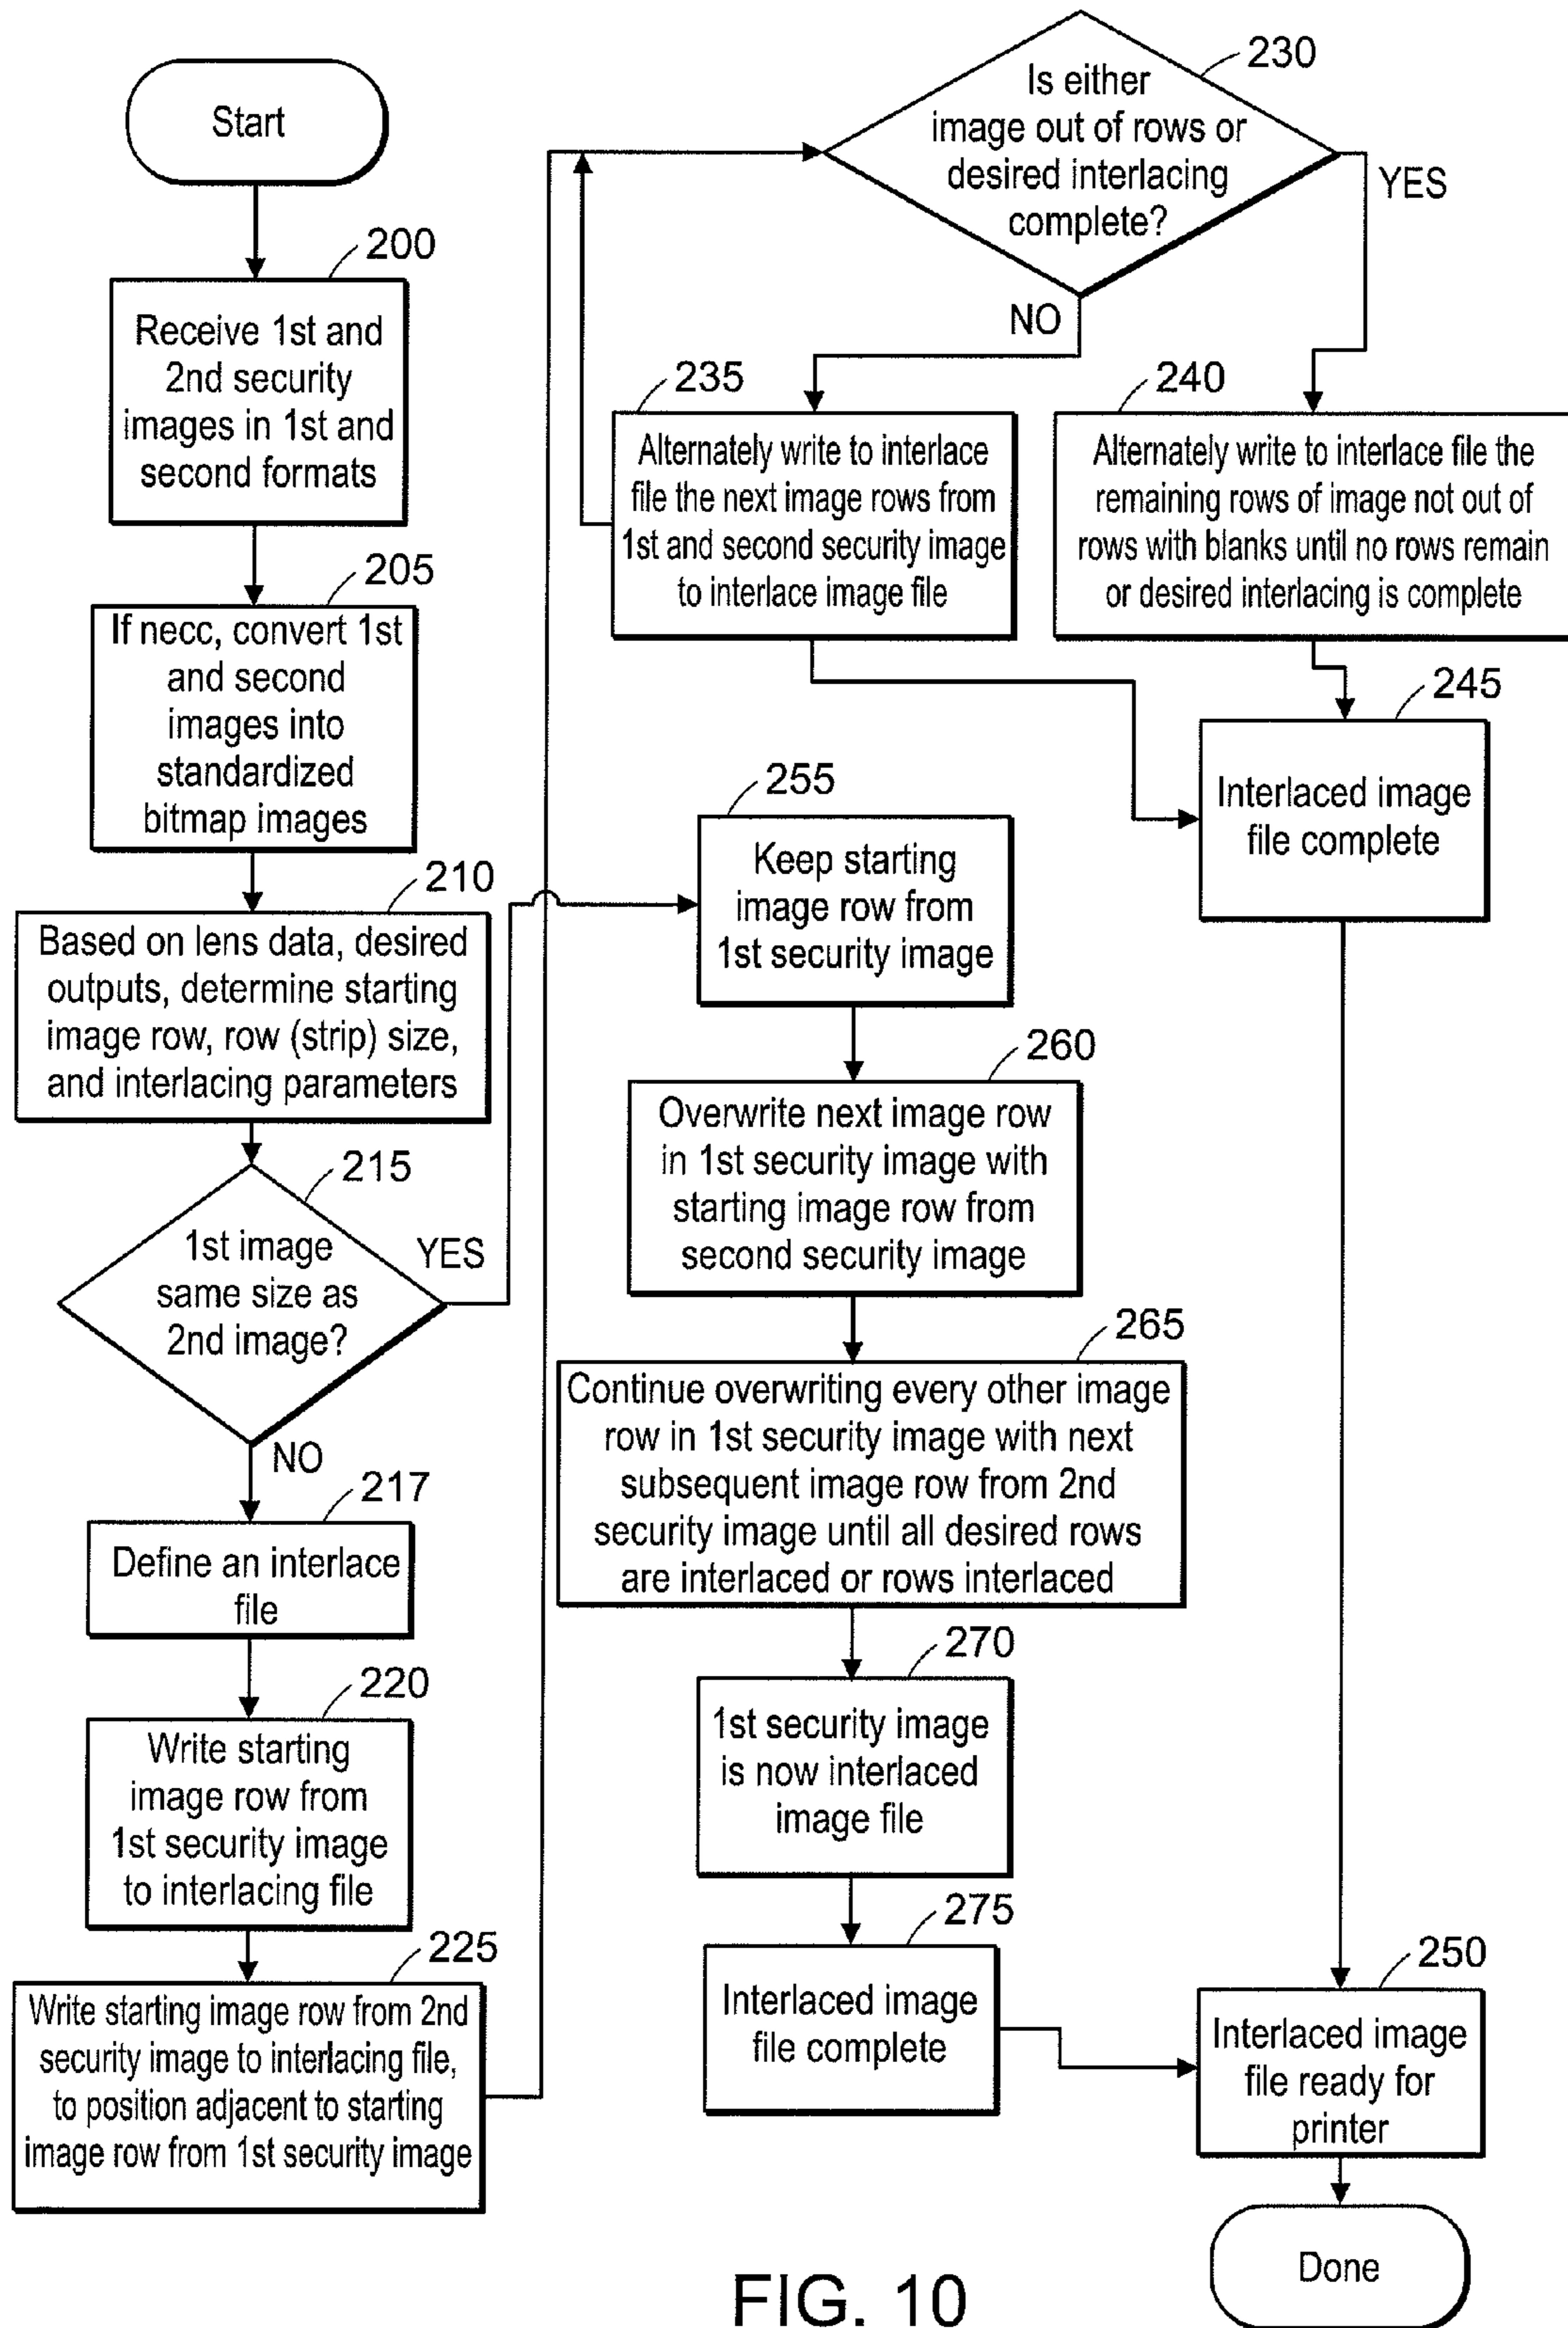 Start
200
Receive 1st and
2nd security
images in 1st and
second formats
205
If necc, convert 1st
and second
images into
standardized
bitmap images
210
Based on lens data, desired
outputs, determine starting
image row, row (strip) size,
and interlacing parameters
215
1st image
same size as
2nd image?
YES
NO
217
Define an interlace
file
220
Write starting
image row from
1st security image
to interlacing file
225
Write starting image row from 2nd
security image to interlacing file,
to position adjacent to starting
image row from 1st security image
230
Is either
image out of rows or
desired interlacing
complete?
YES
NO
235
Alternately write to interlace
file the next image rows from
1st and second security image
to interlace image file
240
Alternately write to interlace file the
remaining rows of image not out of
rows with blanks until no rows remain
or desired interlacing is complete
245
Interlaced image
file complete
255
Keep starting
image row from
1st security image
260
Overwrite next image row
in 1st security image with
starting image row from
second security image
265
Continue overwriting every other image
row in 1st security image with next
subsequent image row from 2nd
security image until all desired rows
are interlaced or rows interlaced
270
1st security image
is now interlaced
image file
275
Interlaced image
file complete
250
Interlaced image
file ready for
printer
Done
FIG. 10